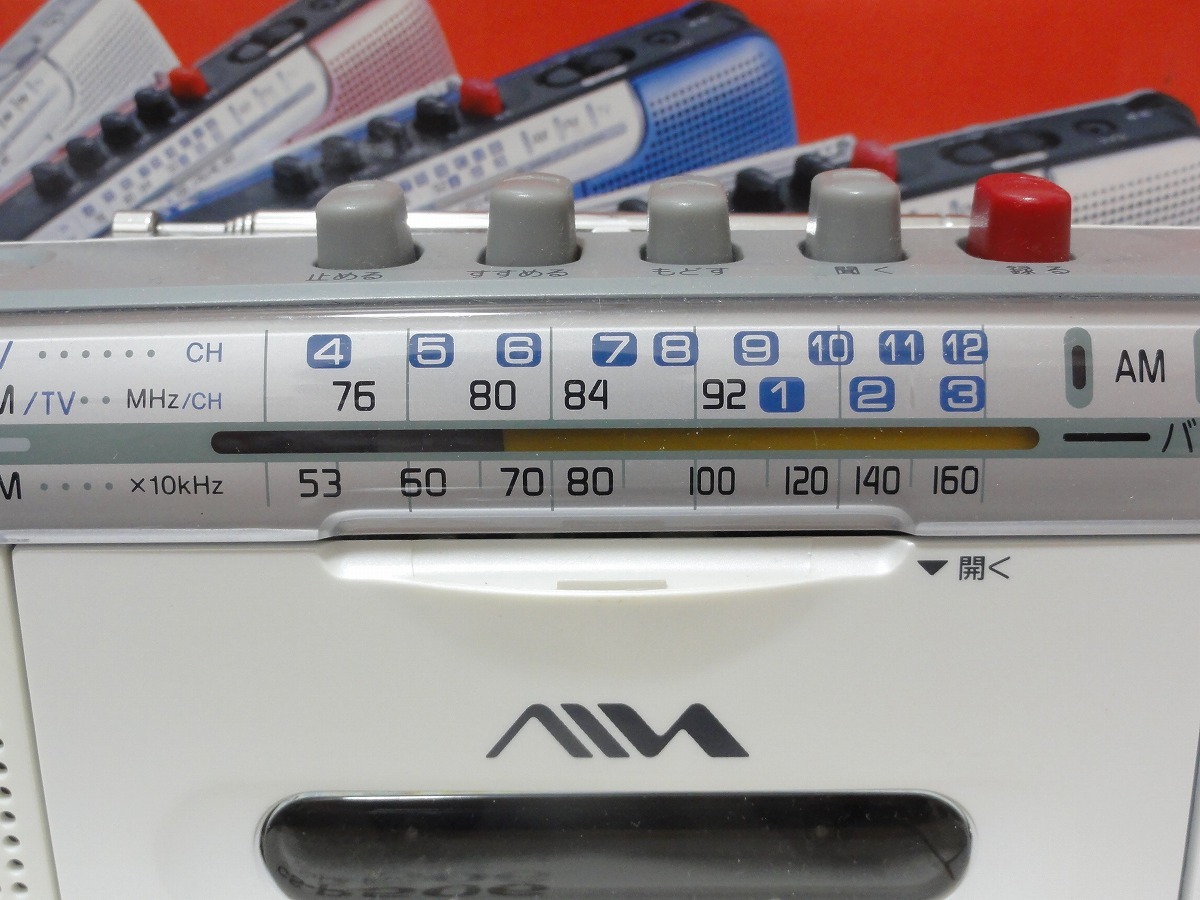 止める すすめる もどす 聞く 録る
V CH 4 5 6 7 8 9 10 11 12
M/TV MHz/CH 76 80 84 92 1 2 3 AM
バ
M ×10kHz 53 60 70 80 100 120 140 160
▼開く
AIWA